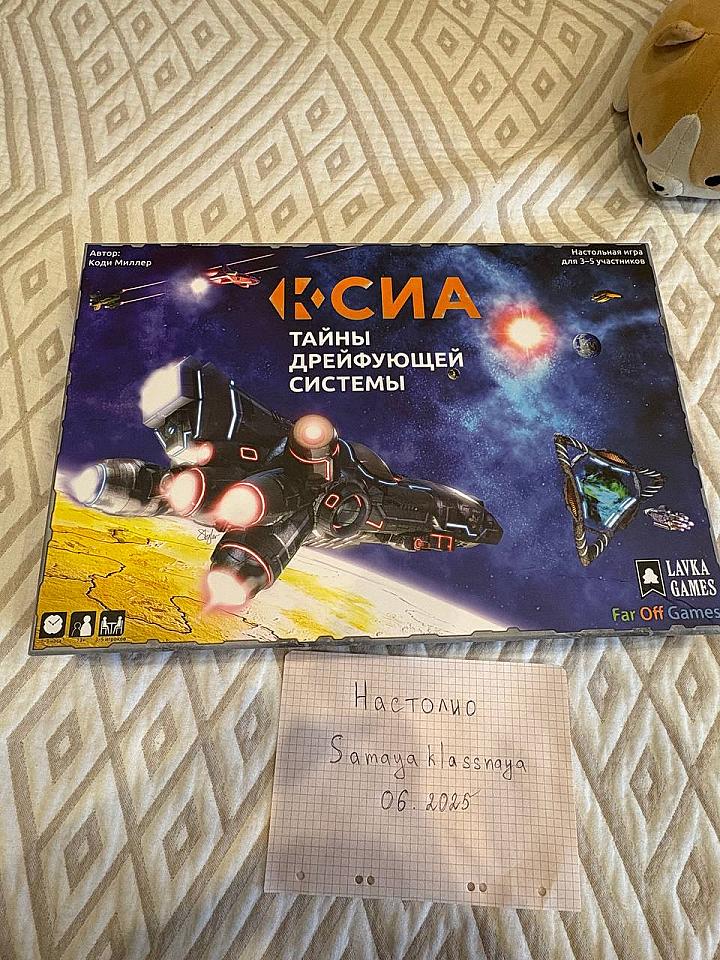 Автор:
Коди Миллер
Настольная игра
для 3–5 участников
КСИА
ТАЙНЫ
ДРЕЙФУЮЩЕЙ
СИСТЕМЫ
LAVKA
GAMES
Far Off Games
Настолио
Samaya klassnaya
06.2025